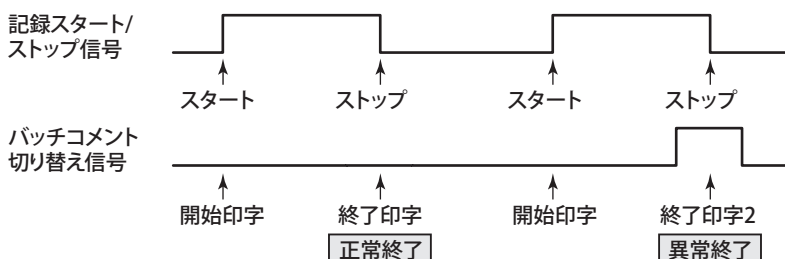 記録スタート/
ストップ信号
スタート ストップ スタート ストップ
バッチコメント
切り替え信号
開始印字 終了印字 開始印字 終了印字2
正常終了 異常終了